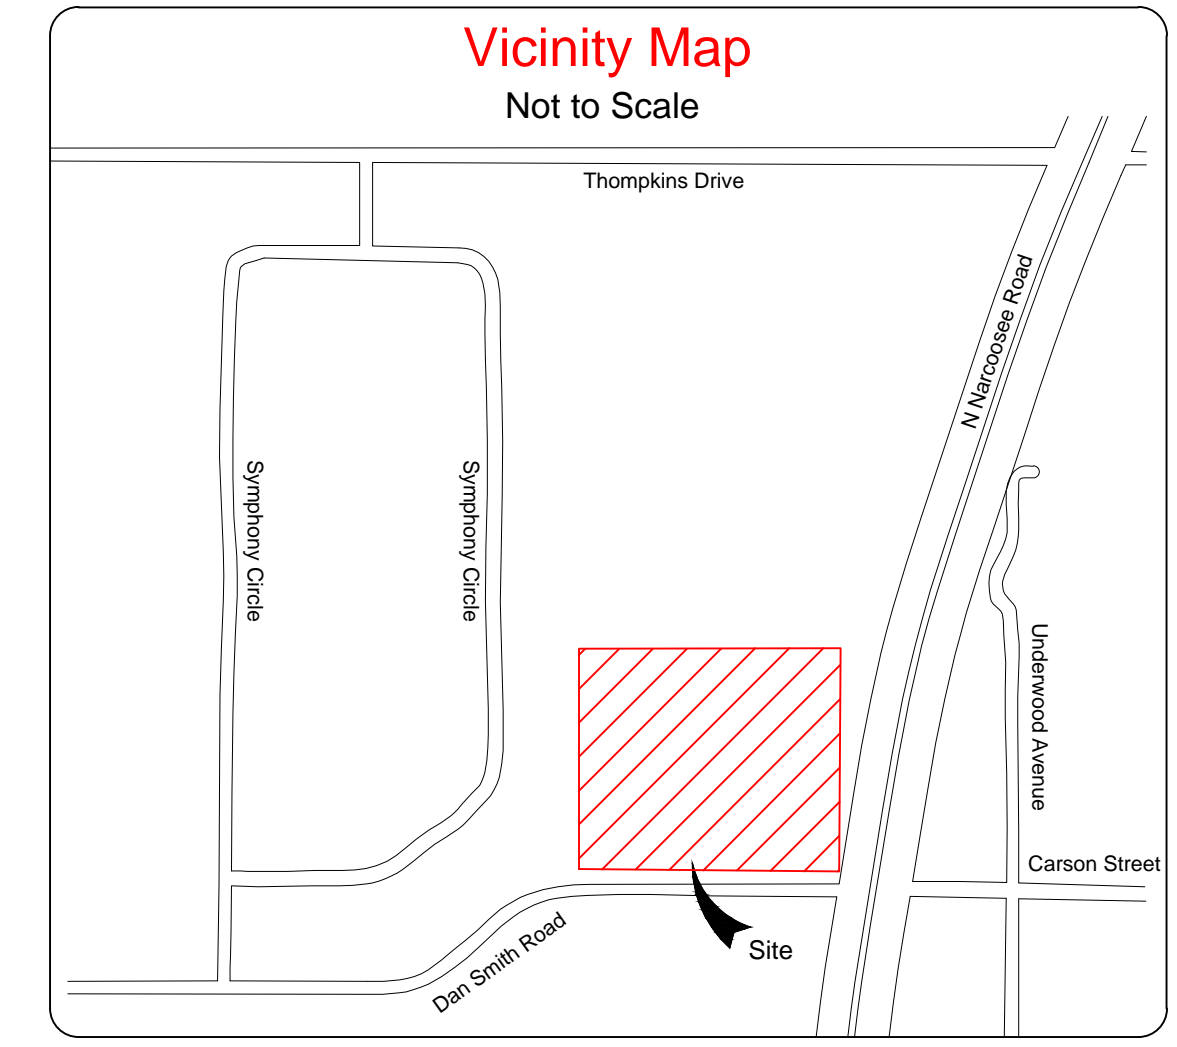 Vicinity Map
Not to Scale
Thompkins Drive
N Narcoosee Road
Symphony Circle
Symphony Circle
Underwood Avenue
Carson Street
Dan Smith Road
Site